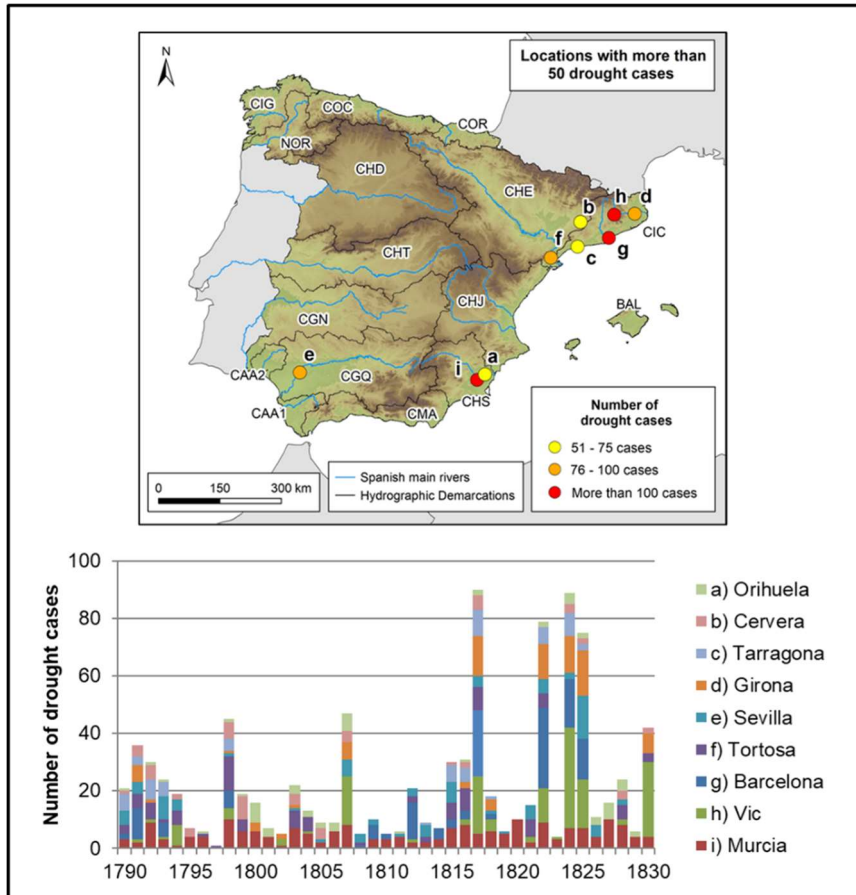 N
Locations with more than
50 drought cases
CIG
COC
COR
NOR
CHD
CHE
h
d
b
CIC
f
g
c
CHT
CHJ
BAL
CGN
e
a
CAA2
CGQ
i
CHS
CAA1
CMA
Number of
drought cases
51 - 75 cases
76 - 100 cases
More than 100 cases
0 150 300 km
Spanish main rivers
Hydrographic Demarcations
Number of drought cases
100
80
60
40
20
0
1790 1795 1800 1805 1810 1815 1820 1825 1830
a) Orihuela
b) Cervera
c) Tarragona
d) Girona
e) Sevilla
f) Tortosa
g) Barcelona
h) Vic
i) Murcia